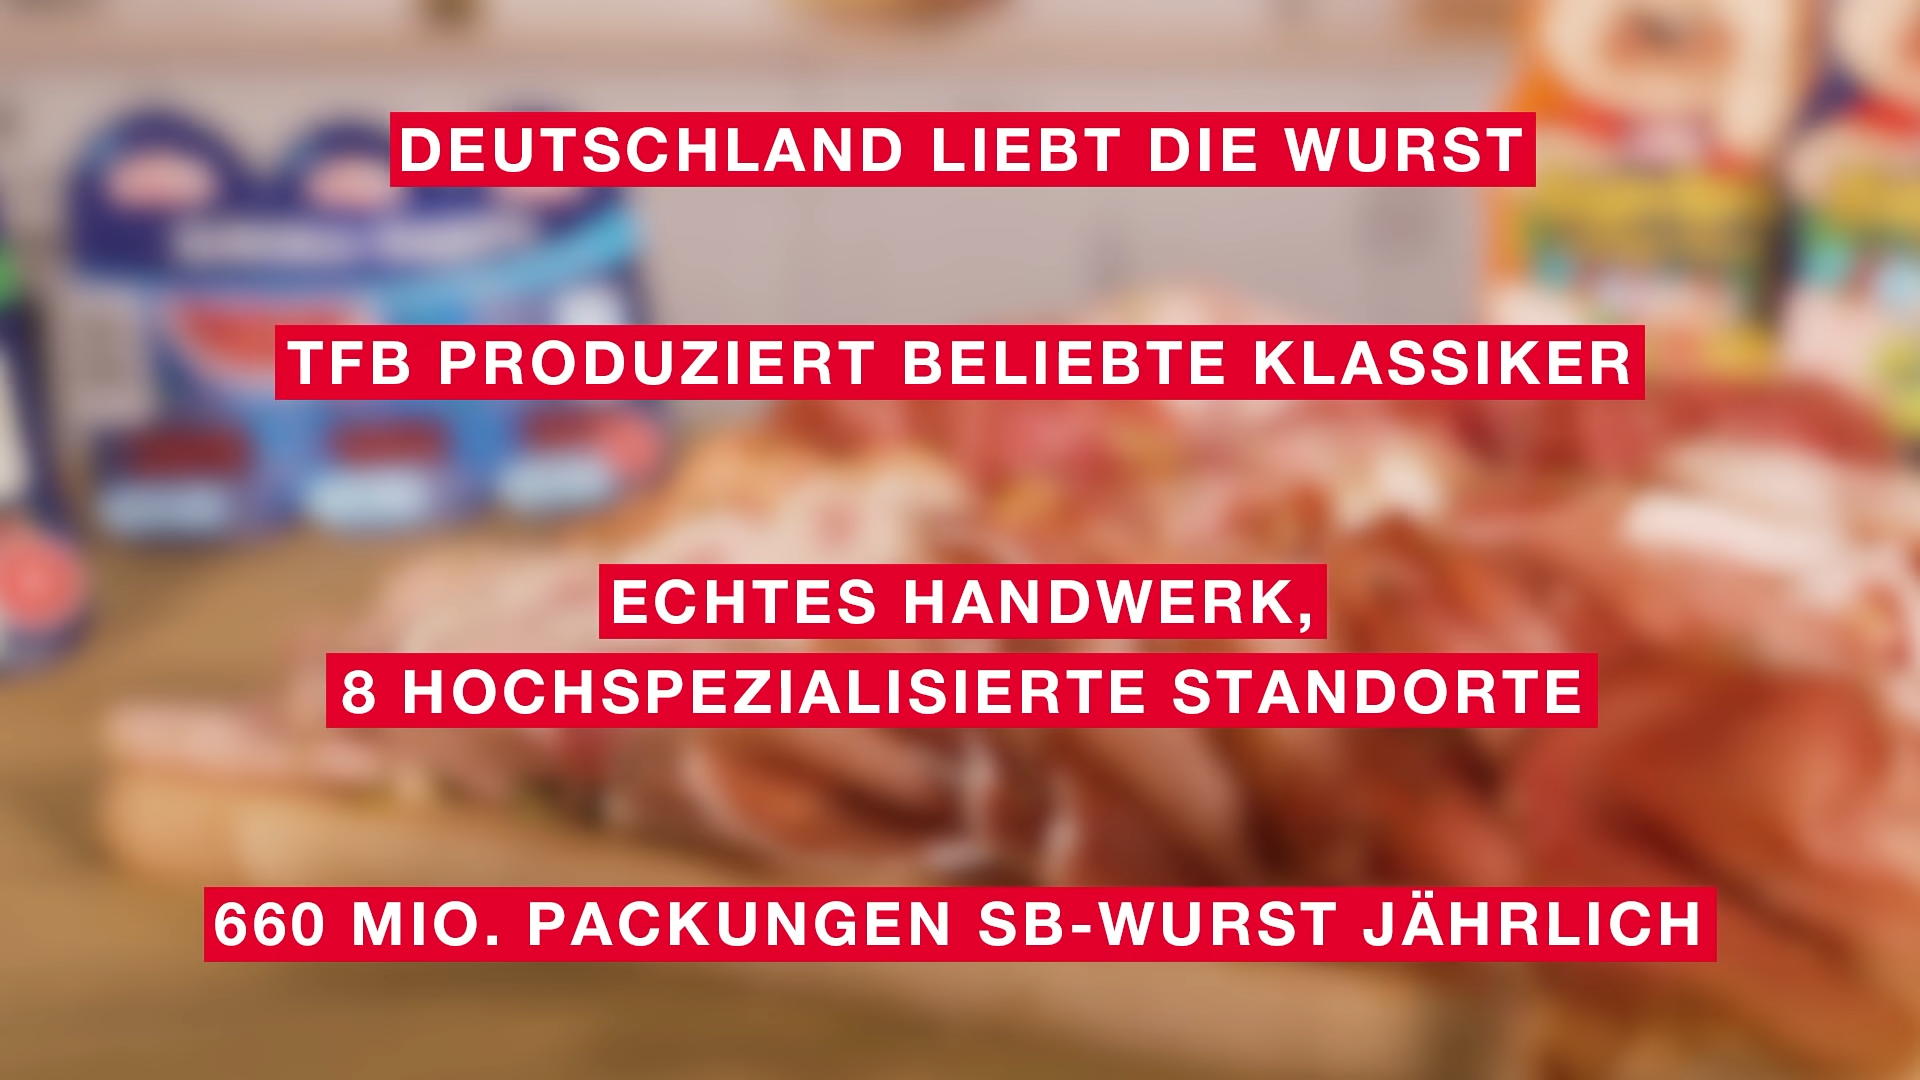 DEUTSCHLAND LIEBT DIE WURST
TFB PRODUZIERT BELIEBTE KLASSIKER
ECHTES HANDWERK,
8 HOCHSPEZIALISIERTE STANDORTE
660 MIO. PACKUNGEN SB-WURST JÄHRLICH